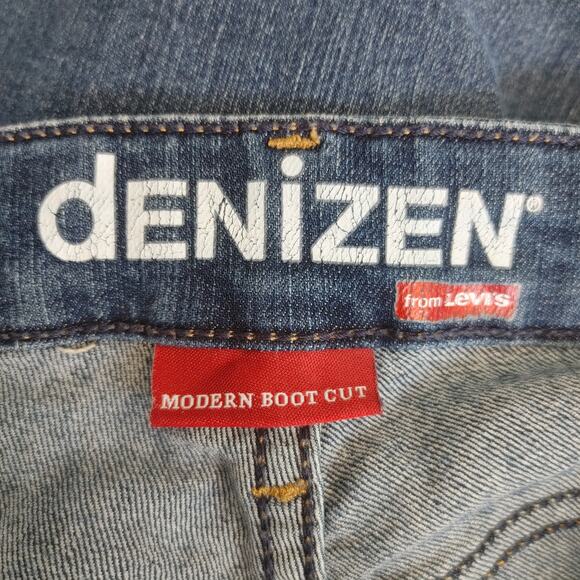 dENiZEN®
from Levi's
MODERN BOOT CUT